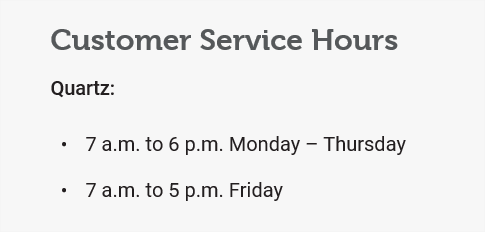 Customer Service Hours
Quartz:
• 7 a.m. to 6 p.m. Monday – Thursday
• 7 a.m. to 5 p.m. Friday